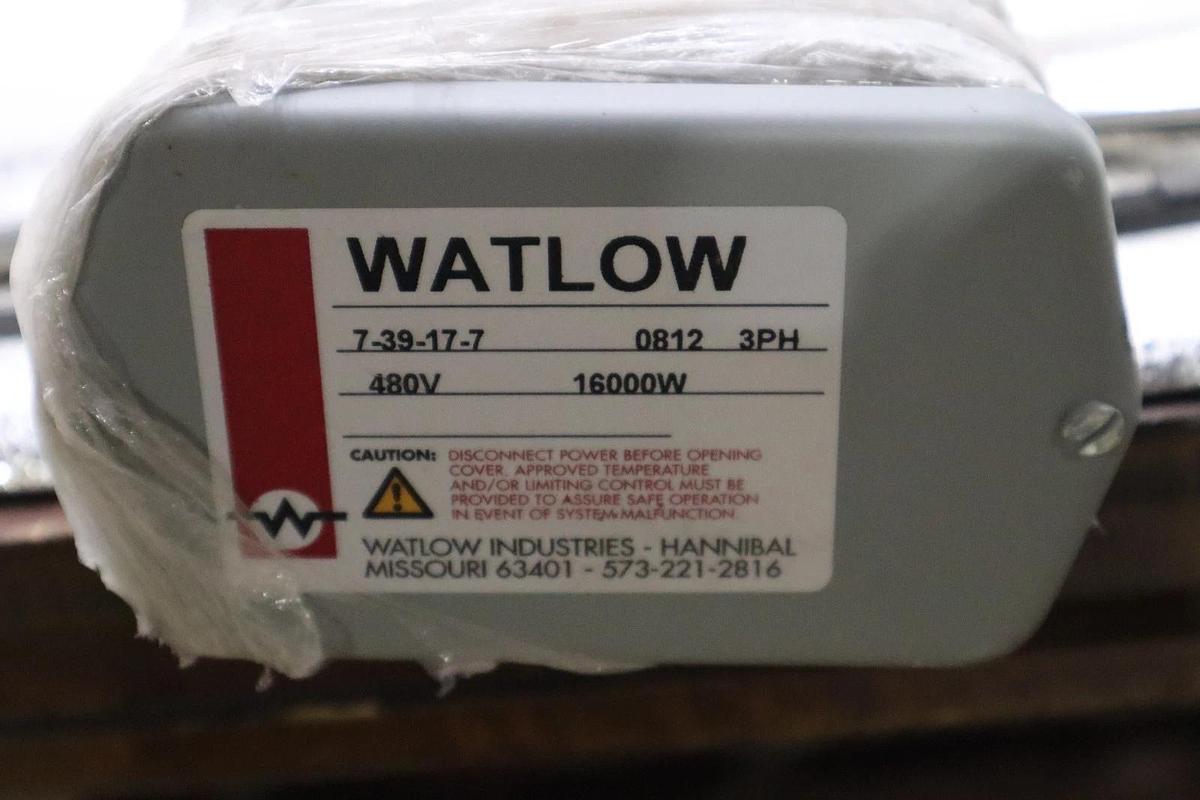 WATLOW
7-39-17-7 0812 3PH
480V 16000W
CAUTION: DISCONNECT POWER BEFORE OPENING
COVER. APPROVED TEMPERATURE
AND/OR LIMITING CONTROL MUST BE
PROVIDED TO ASSURE SAFE OPERATION
IN EVENT OF SYSTEM MALFUNCTION.
WATLOW INDUSTRIES - HANNIBAL
MISSOURI 63401 - 573-221-2816